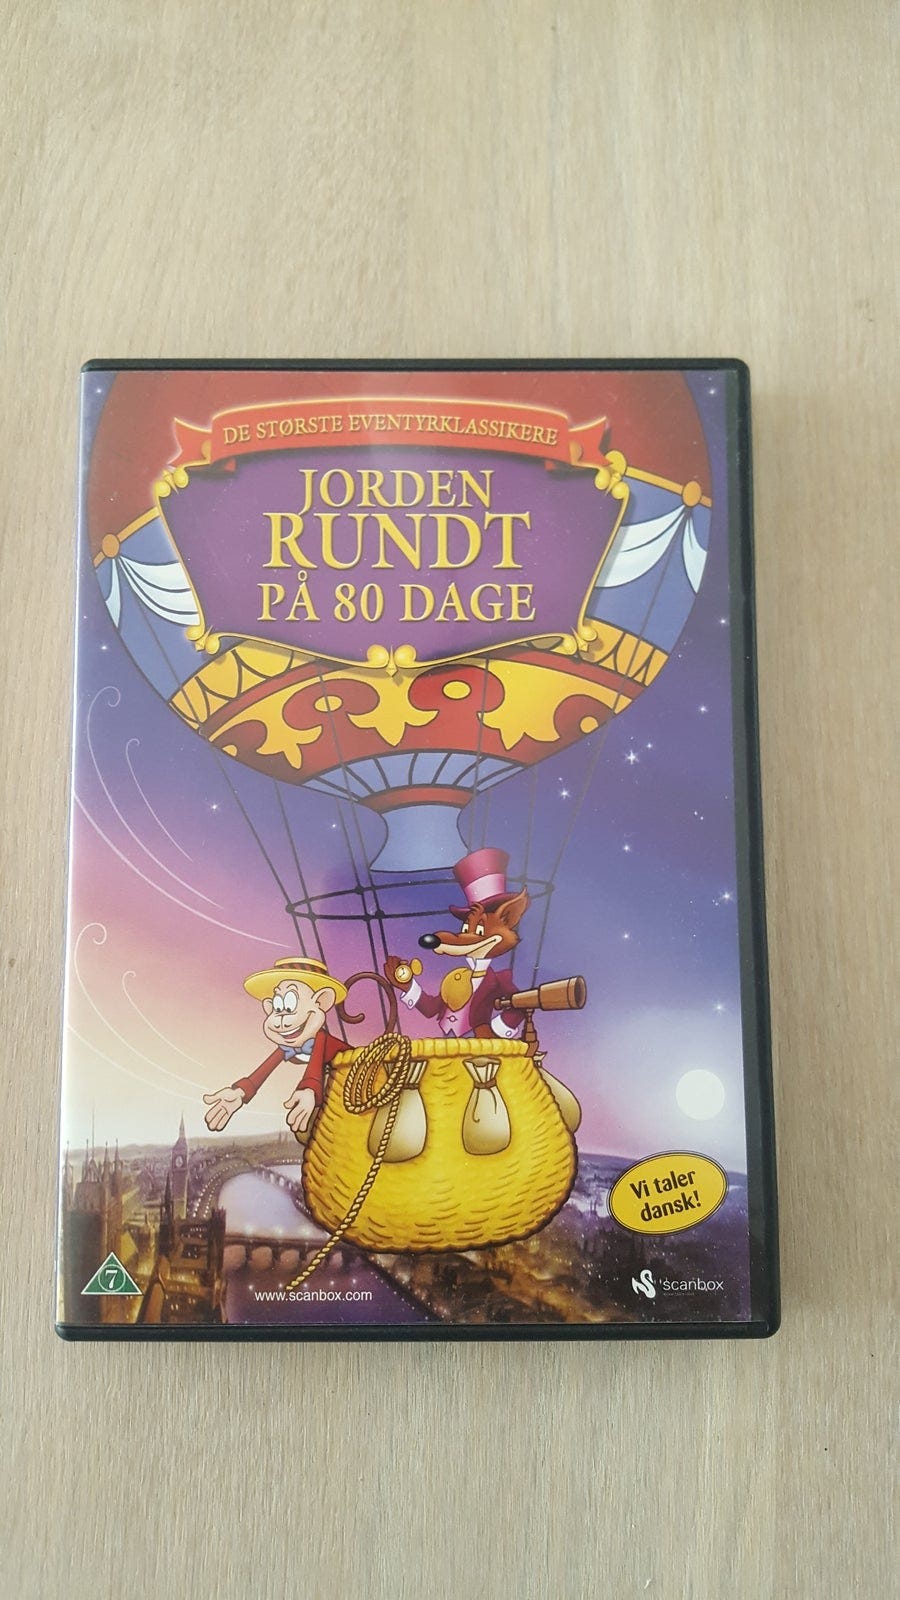 DE STØRSTE EVENTYRKLASSIKERE
JORDEN
RUNDT
PÅ 80 DAGE
Vi taler
dansk!
7
www.scanbox.com
scanbox